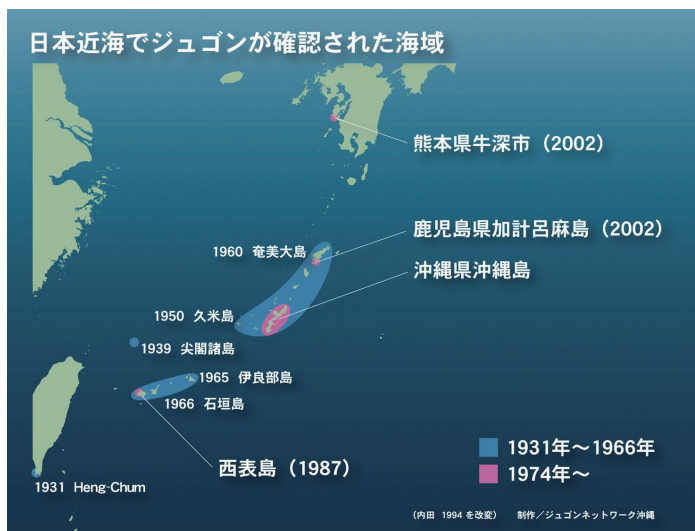 日本近海でジュゴンが確認された海域
熊本県牛深市（2002）
鹿児島県加計呂麻島（2002）
1960 奄美大島
沖縄県沖縄島
1950 久米島
1939 尖閣諸島
1965 伊良部島
1966 石垣島
西表島（1987）
1931 Heng-Chum
1931年〜1966年
1974年〜
（内田 1994 を改変） 制作／ジュゴンネットワーク沖縄